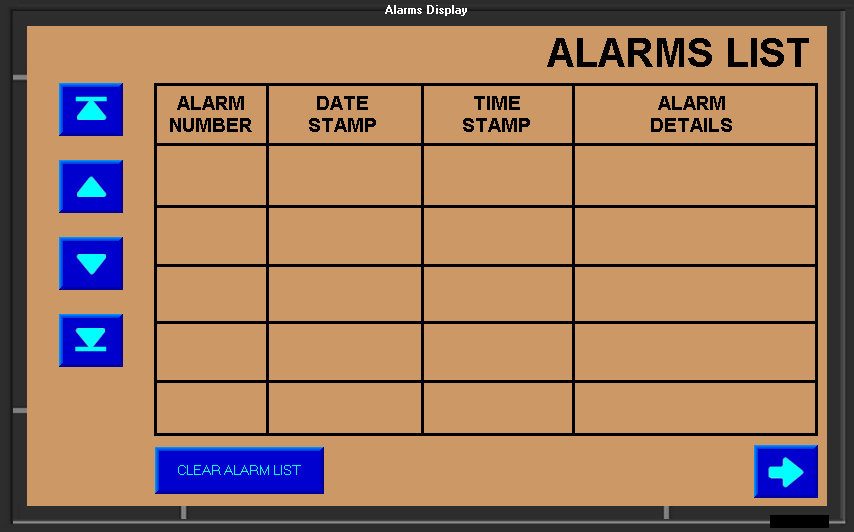 Alarms Display
ALARMS LIST
ALARM NUMBER
DATE STAMP
TIME STAMP
ALARM DETAILS
CLEAR ALARM LIST